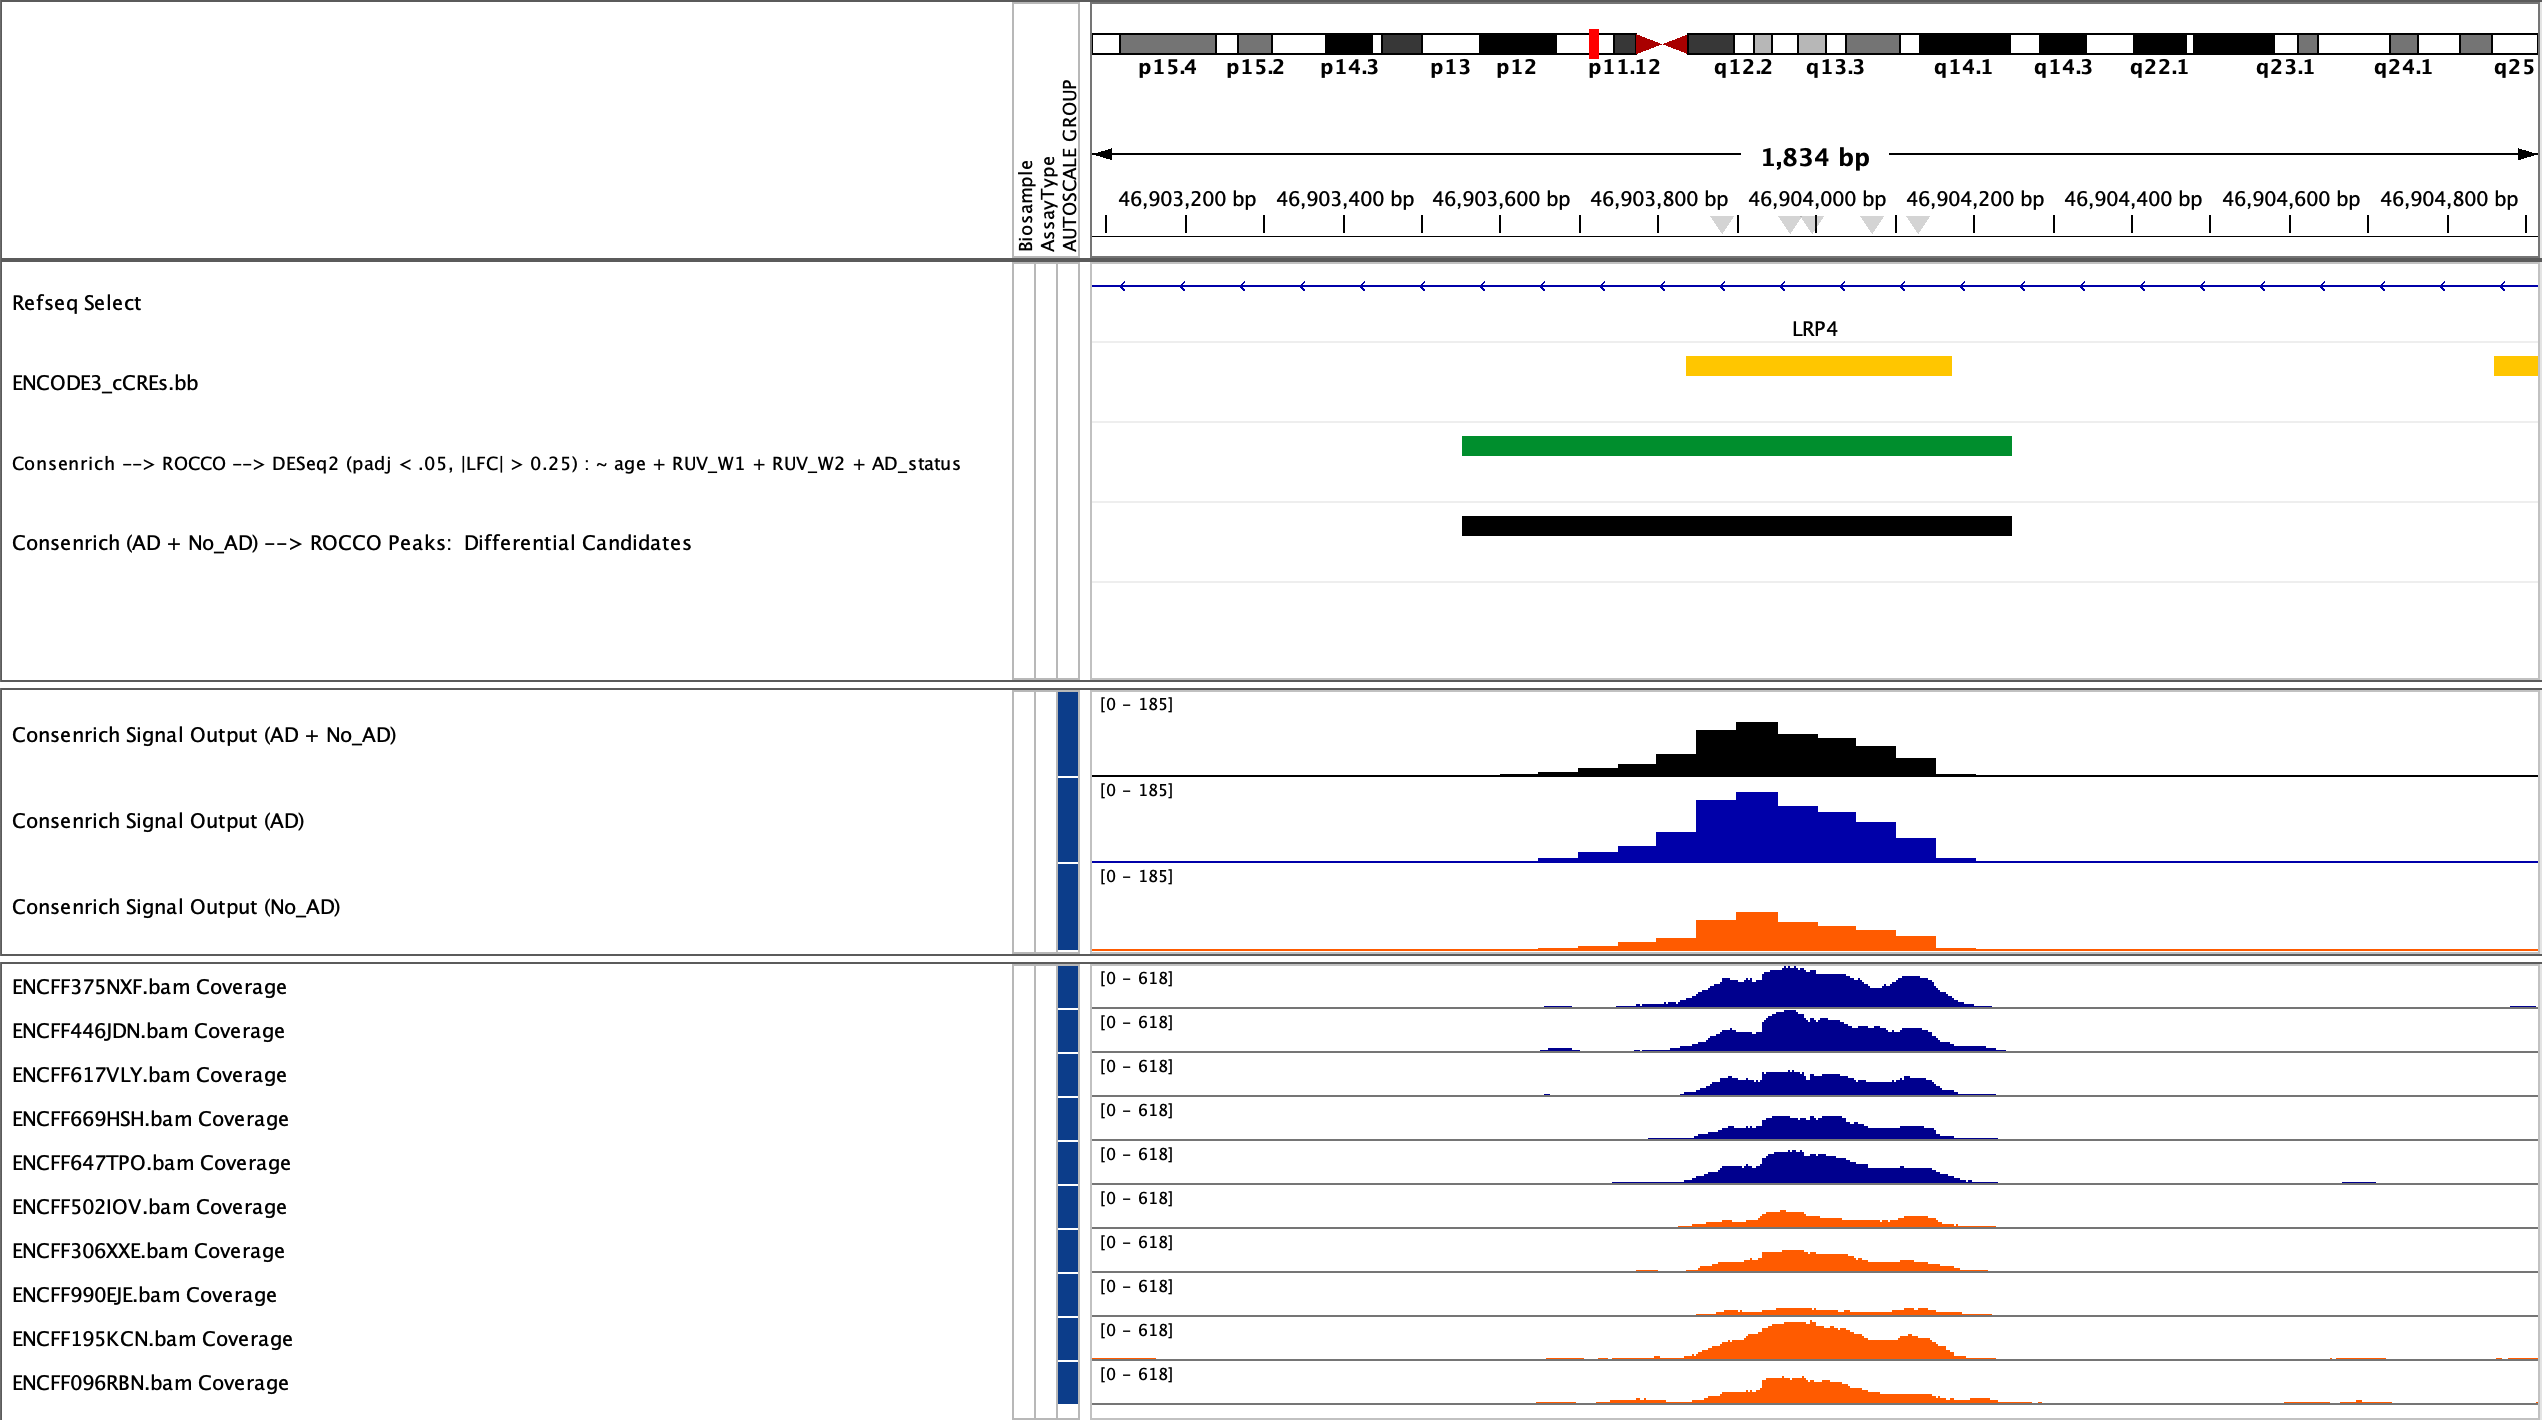 p15.4 p15.2 p14.3 p13 p12 p11.12 q12.2 q13.3 q14.1 q14.3 q22.1 q23.1 q24.1 q25
1,834 bp
46,903,200 bp 46,903,400 bp 46,903,600 bp 46,903,800 bp 46,904,000 bp 46,904,200 bp 46,904,400 bp 46,904,600 bp 46,904,800 bp
Biosample
AssayType
AUTOSCALE GROUP
Refseq Select
LRP4
ENCODE3_cCREs.bb
Consenrich --> ROCCO --> DESeq2 (padj < .05, |LFC| > 0.25) : ~ age + RUV_W1 + RUV_W2 + AD_status
Consenrich (AD + No_AD) --> ROCCO Peaks:  Differential Candidates
[0 - 185]
Consenrich Signal Output (AD + No_AD)
[0 - 185]
Consenrich Signal Output (AD)
[0 - 185]
Consenrich Signal Output (No_AD)
ENCFF375NXF.bam Coverage [0 - 618]
ENCFF446JDN.bam Coverage [0 - 618]
ENCFF617VLY.bam Coverage [0 - 618]
ENCFF669HSH.bam Coverage [0 - 618]
ENCFF647TPO.bam Coverage [0 - 618]
ENCFF502IOV.bam Coverage [0 - 618]
ENCFF306XXE.bam Coverage [0 - 618]
ENCFF990EJE.bam Coverage [0 - 618]
ENCFF195KCN.bam Coverage [0 - 618]
ENCFF096RBN.bam Coverage [0 - 618]